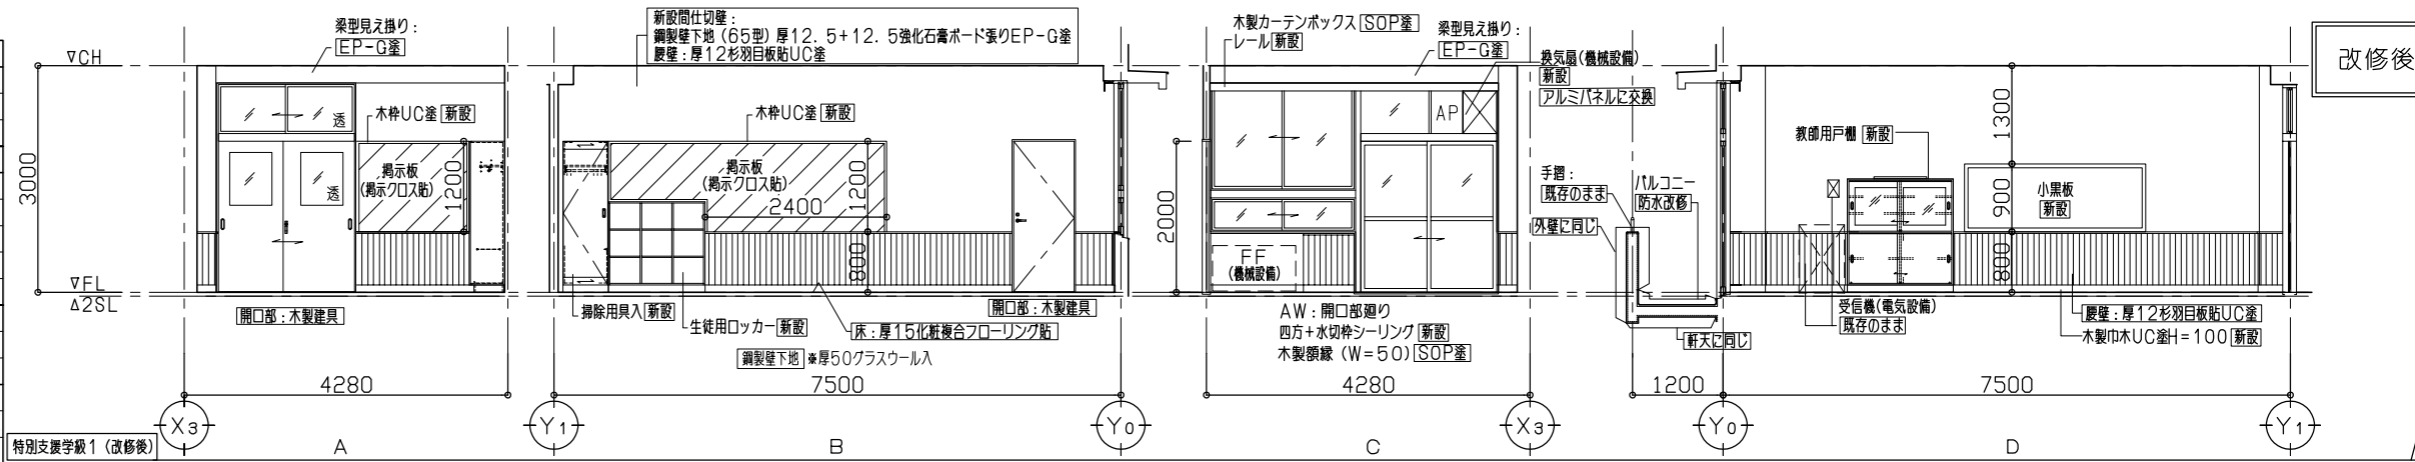 改修後
▽CH
3000
▽FL
△2SL
梁型見え掛り：
EP-G塗
透
透
木枠UC塗 新設
掲示板
(掲示クロス貼)
1200
開口部：木製建具
4280
X3
A
特別支援学級1（改修後）
新設間仕切壁：
鋼製壁下地（65型）厚12.5+12.5強化石膏ボード張りEP-G塗
腰壁：厚12杉羽目板貼UC塗
木枠UC塗 新設
掲示板
(掲示クロス貼)
1200
2400
800
掃除用具入 新設
生徒用ロッカー 新設
開口部：木製建具
床：厚15化粧複合フローリング貼
鋼製壁下地 ※厚50グラスウール入
7500
Y1
Y0
B
木製カーテンボックス SOP塗
レール 新設
梁型見え掛り：
EP-G塗
換気扇(機械設備)
新設
アルミパネルに交換
AP
2000
FF
(機械設備)
AW：開口部廻り
四方+水切枠シーリング 新設
木製額縁（W=50）SOP塗
4280
X3
C
手摺：
既存のまま
バルコニー
防水改修
外壁に同じ
軒天に同じ
1200
教師用戸棚 新設
小黒板
新設
1300
900
800
受信機(電気設備)
既存のまま
腰壁：厚12杉羽目板貼UC塗
木製巾木UC塗H=100 新設
7500
Y0
Y1
D